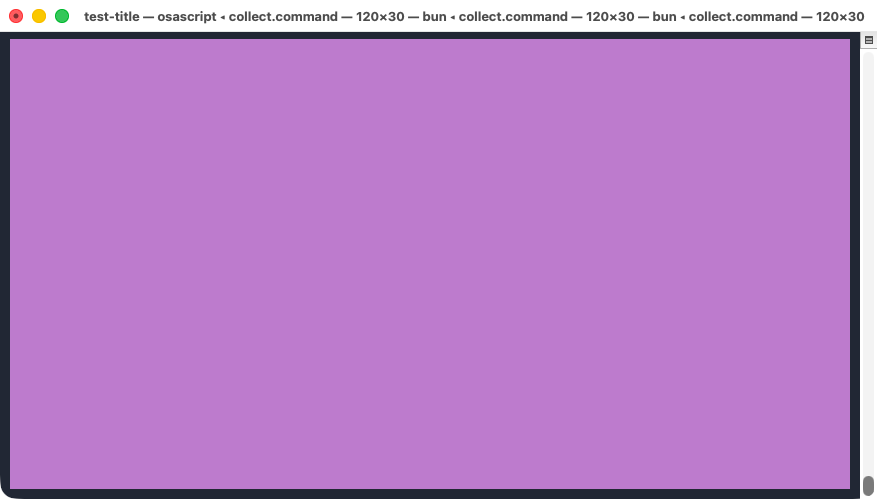 test-title — osascript ◂ collect.command — 120×30 — bun ◂ collect.command — 120×30 — bun ◂ collect.command — 120×30